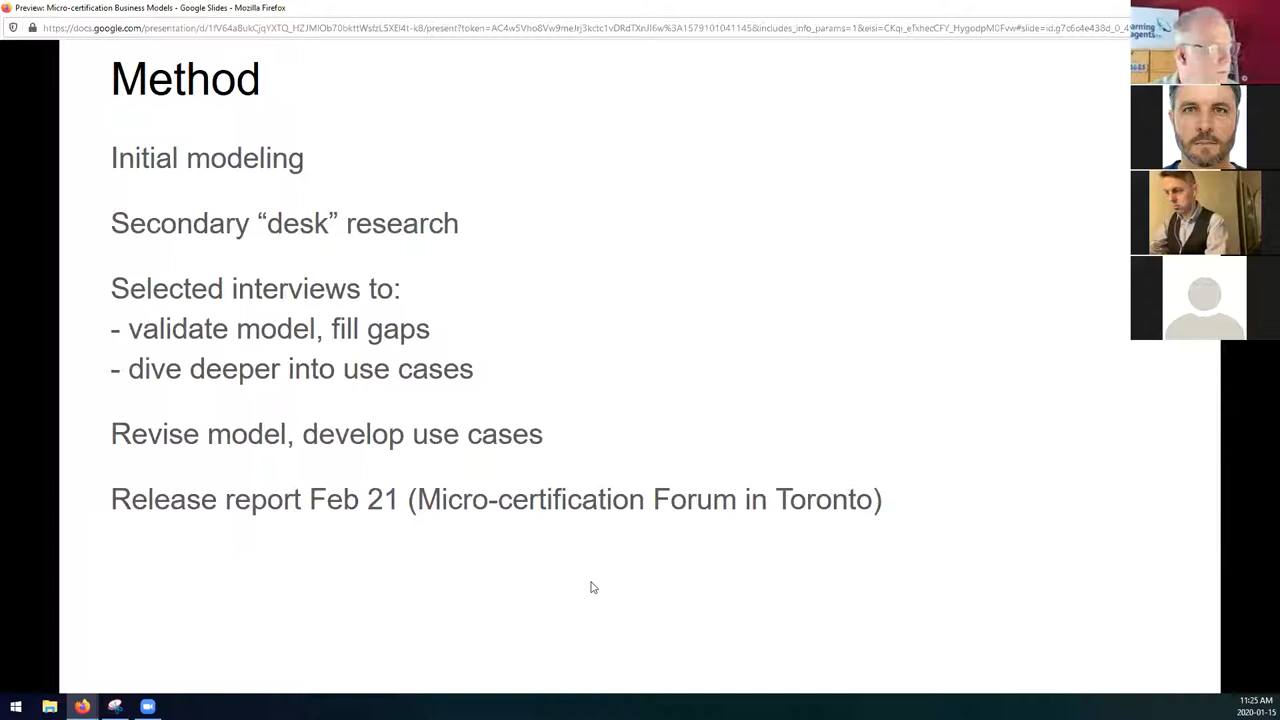 Preview: Micro-certification Business Models - Google Slides - Mozilla Firefox
Method
Initial modeling
Secondary “desk” research
Selected interviews to:
- validate model, fill gaps
- dive deeper into use cases
Revise model, develop use cases
Release report Feb 21 (Micro-certification Forum in Toronto)
11:25 AM
2020-01-15